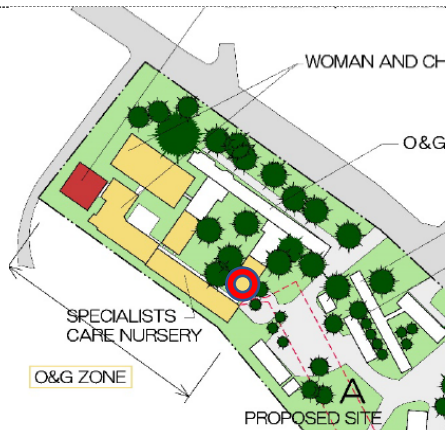 WOMAN AND CH
O&G
SPECIALISTS
CARE NURSERY
O&G ZONE
A
PROPOSED SITE